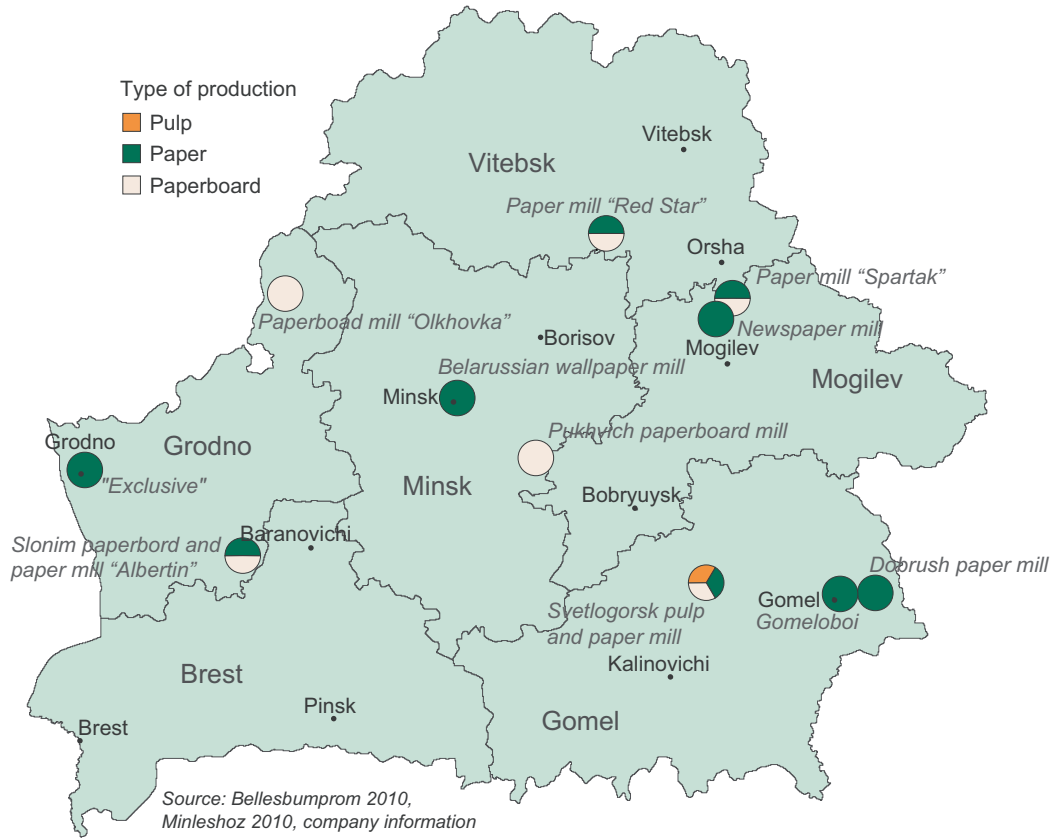 Type of production
Pulp
Paper
Paperboard
Vitebsk
Vitebsk
Paper mill “Red Star”
Orsha
Paper mill “Spartak”
Paperboad mill “Olkhovka”
Newspaper mill
Borisov
Mogilev
Belarussian wallpaper mill
Mogilev
Minsk
Pukhvich paperboard mill
Grodno
Grodno
"Exclusive"
Minsk
Bobryuysk
Baranovichi
Slonim paperbord and
paper mill “Albertin”
Dobrush paper mill
Svetlogorsk pulp
and paper mill
Gomel
Gomeloboi
Kalinovichi
Brest
Pinsk
Gomel
Brest
Source: Bellesbumprom 2010,
Minleshoz 2010, company information